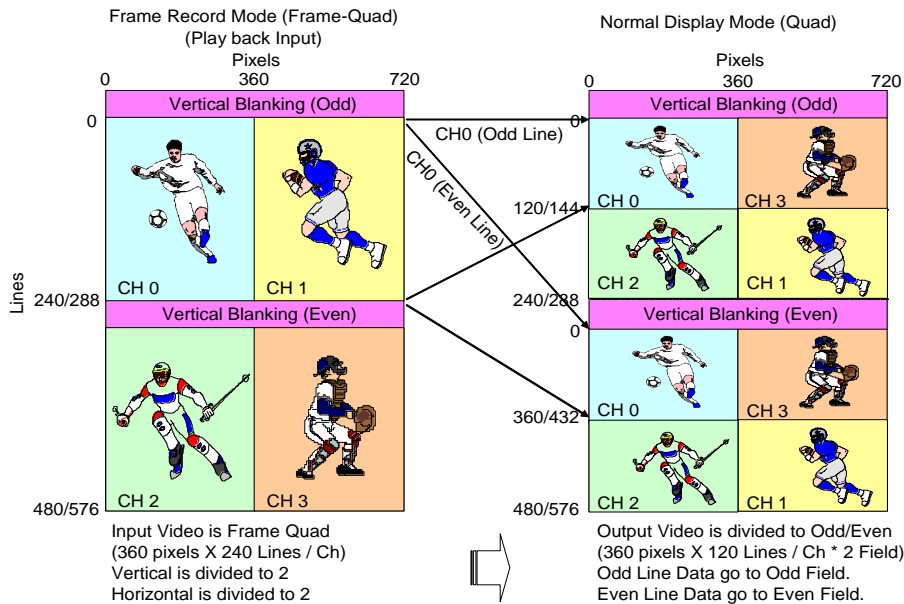 Frame Record Mode (Frame-Quad)
(Play back Input)
Pixels
0 360 720
Vertical Blanking (Odd)
0
CH 0
CH 1
Lines
240/288
Vertical Blanking (Even)
CH 2
CH 3
480/576
Input Video is Frame Quad
(360 pixels X 240 Lines / Ch)
Vertical is divided to 2
Horizontal is divided to 2
CH0 (Odd Line)
CH0 (Even Line)
Normal Display Mode (Quad)
Pixels
0 360 720
Vertical Blanking (Odd)
0
CH 0
CH 3
120/144
CH 2
CH 1
240/288
Vertical Blanking (Even)
0
CH 0
CH 3
360/432
CH 2
CH 1
480/576
Output Video is divided to Odd/Even
(360 pixels X 120 Lines / Ch * 2 Field)
Odd Line Data go to Odd Field.
Even Line Data go to Even Field.